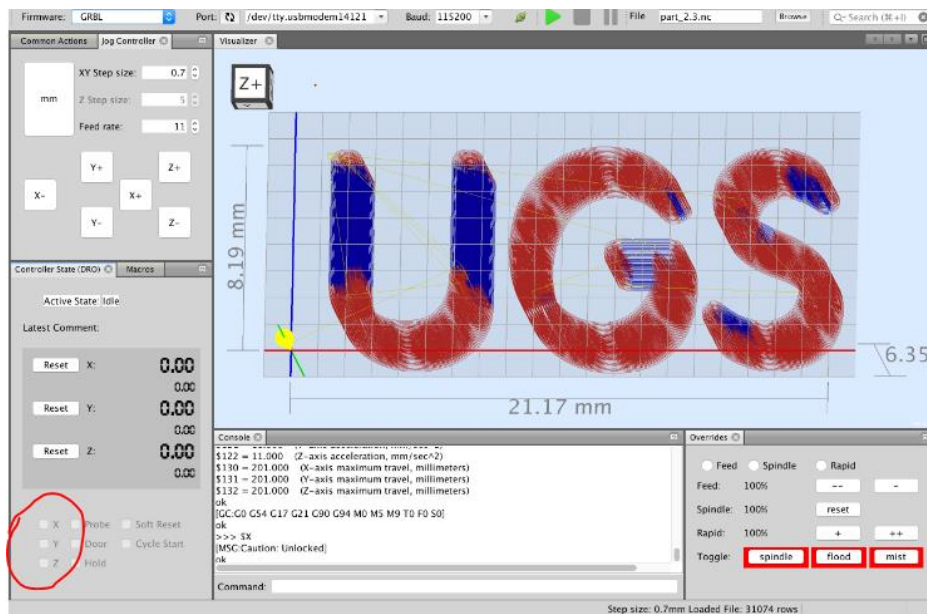 Firmware: GRBL Port: /dev/tty.usbmodem14121 Baud: 115200 File part_2.3.nc Browse Search (⌘+I)
Common Actions Jog Controller
mm
XY Step size: 0.7
Z Step size: 5
Feed rate: 11
Y+ Z+
X- X+
Y- Z-
Controller State (DRO) Macros
Active State: Idle
Latest Comment:
Reset X: 0.00
0.00
Reset Y: 0.00
0.00
Reset Z: 0.00
0.00
X Probe Soft Reset
Y Door Cycle Start
Z Hold
Visualizer
Z+
UGS
8.19 mm
21.17 mm
6.35
Console
$122 = 11.000 (Z-axis acceleration, mm/sec^2)
$130 = 201.000 (X-axis maximum travel, millimeters)
$131 = 201.000 (Y-axis maximum travel, millimeters)
$132 = 201.000 (Z-axis maximum travel, millimeters)
ok
[GC:G0 G54 G17 G21 G90 G94 M0 M5 M9 T0 F0 S0]
ok
>>> $X
[MSG:Caution: Unlocked]
ok
Command:
Overrides
Feed Spindle Rapid
Feed: 100% -- -
Spindle: 100% reset
Rapid: 100% + ++
Toggle: spindle flood mist
Step size: 0.7mm Loaded File: 31074 rows